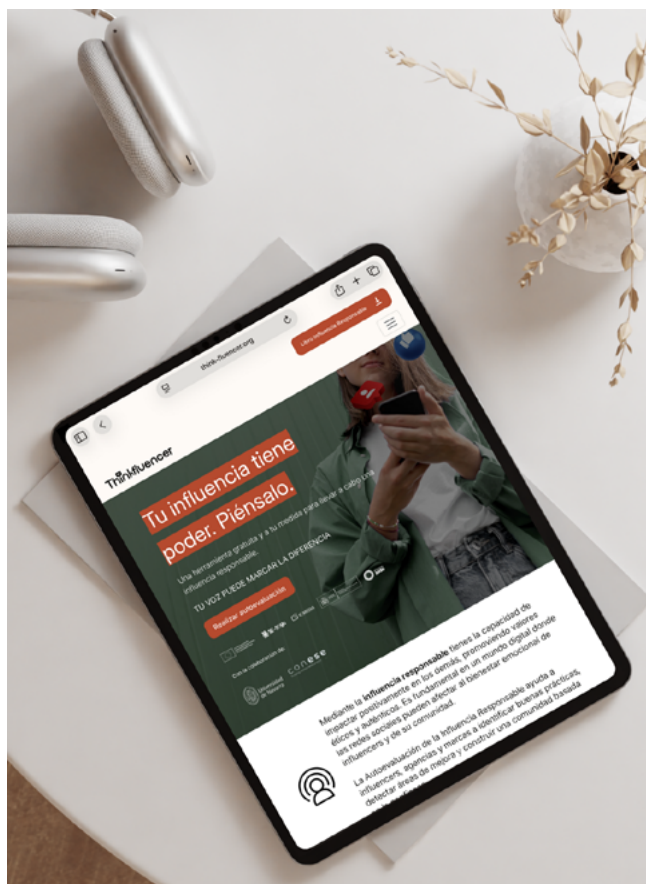 think-fluencer.org
Libro Influencia Responsable
Thinkfluencer
Tu influencia tiene
poder. Piénsalo.
Una herramienta gratuita y a tu medida para llevar a cabo una
influencia responsable.
TU VOZ PUEDE MARCAR LA DIFERENCIA
Realizar autoevaluación
Con la colaboración de:
Universidad
de Navarra
conese
Mediante la influencia responsable tienes la capacidad de
impactar positivamente en los demás, promoviendo valores
éticos y auténticos. Es fundamental en un mundo digital donde
las redes sociales pueden afectar al bienestar emocional de
influencers y de su comunidad.
La Autoevaluación de la Influencia Responsable ayuda a
influencers, agencias y marcas a identificar buenas prácticas,
detectar áreas de mejora y construir una comunidad basada